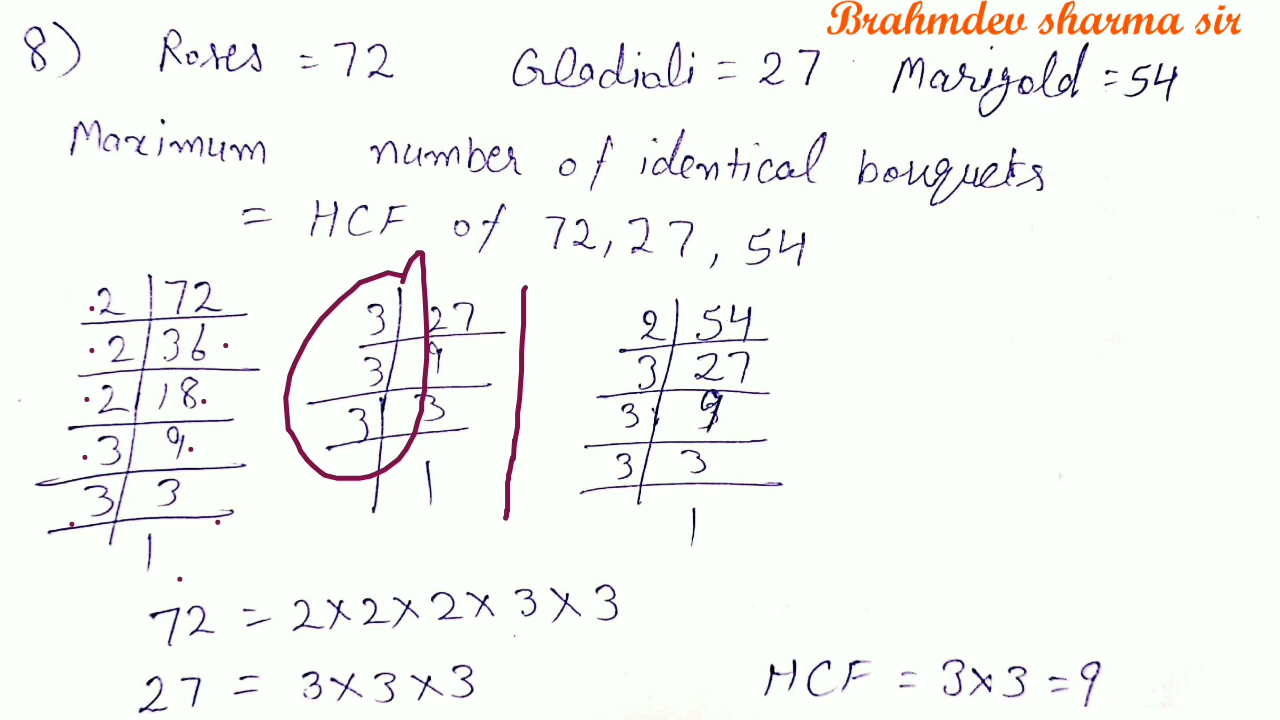 Brahmdev sharma sir
8) Roses = 72 Gladiali = 27 Marigold = 54
Maximum number of identical bouquets
= HCF of 72, 27, 54
2 | 72
2 | 36
2 | 18
3 | 9
3 | 3
1
3 | 27
3 | 9
3 | 3
1
2 | 54
3 | 27
3 | 9
3 | 3
1
72 = 2 × 2 × 2 × 3 × 3
27 = 3 × 3 × 3
HCF = 3 × 3 = 9